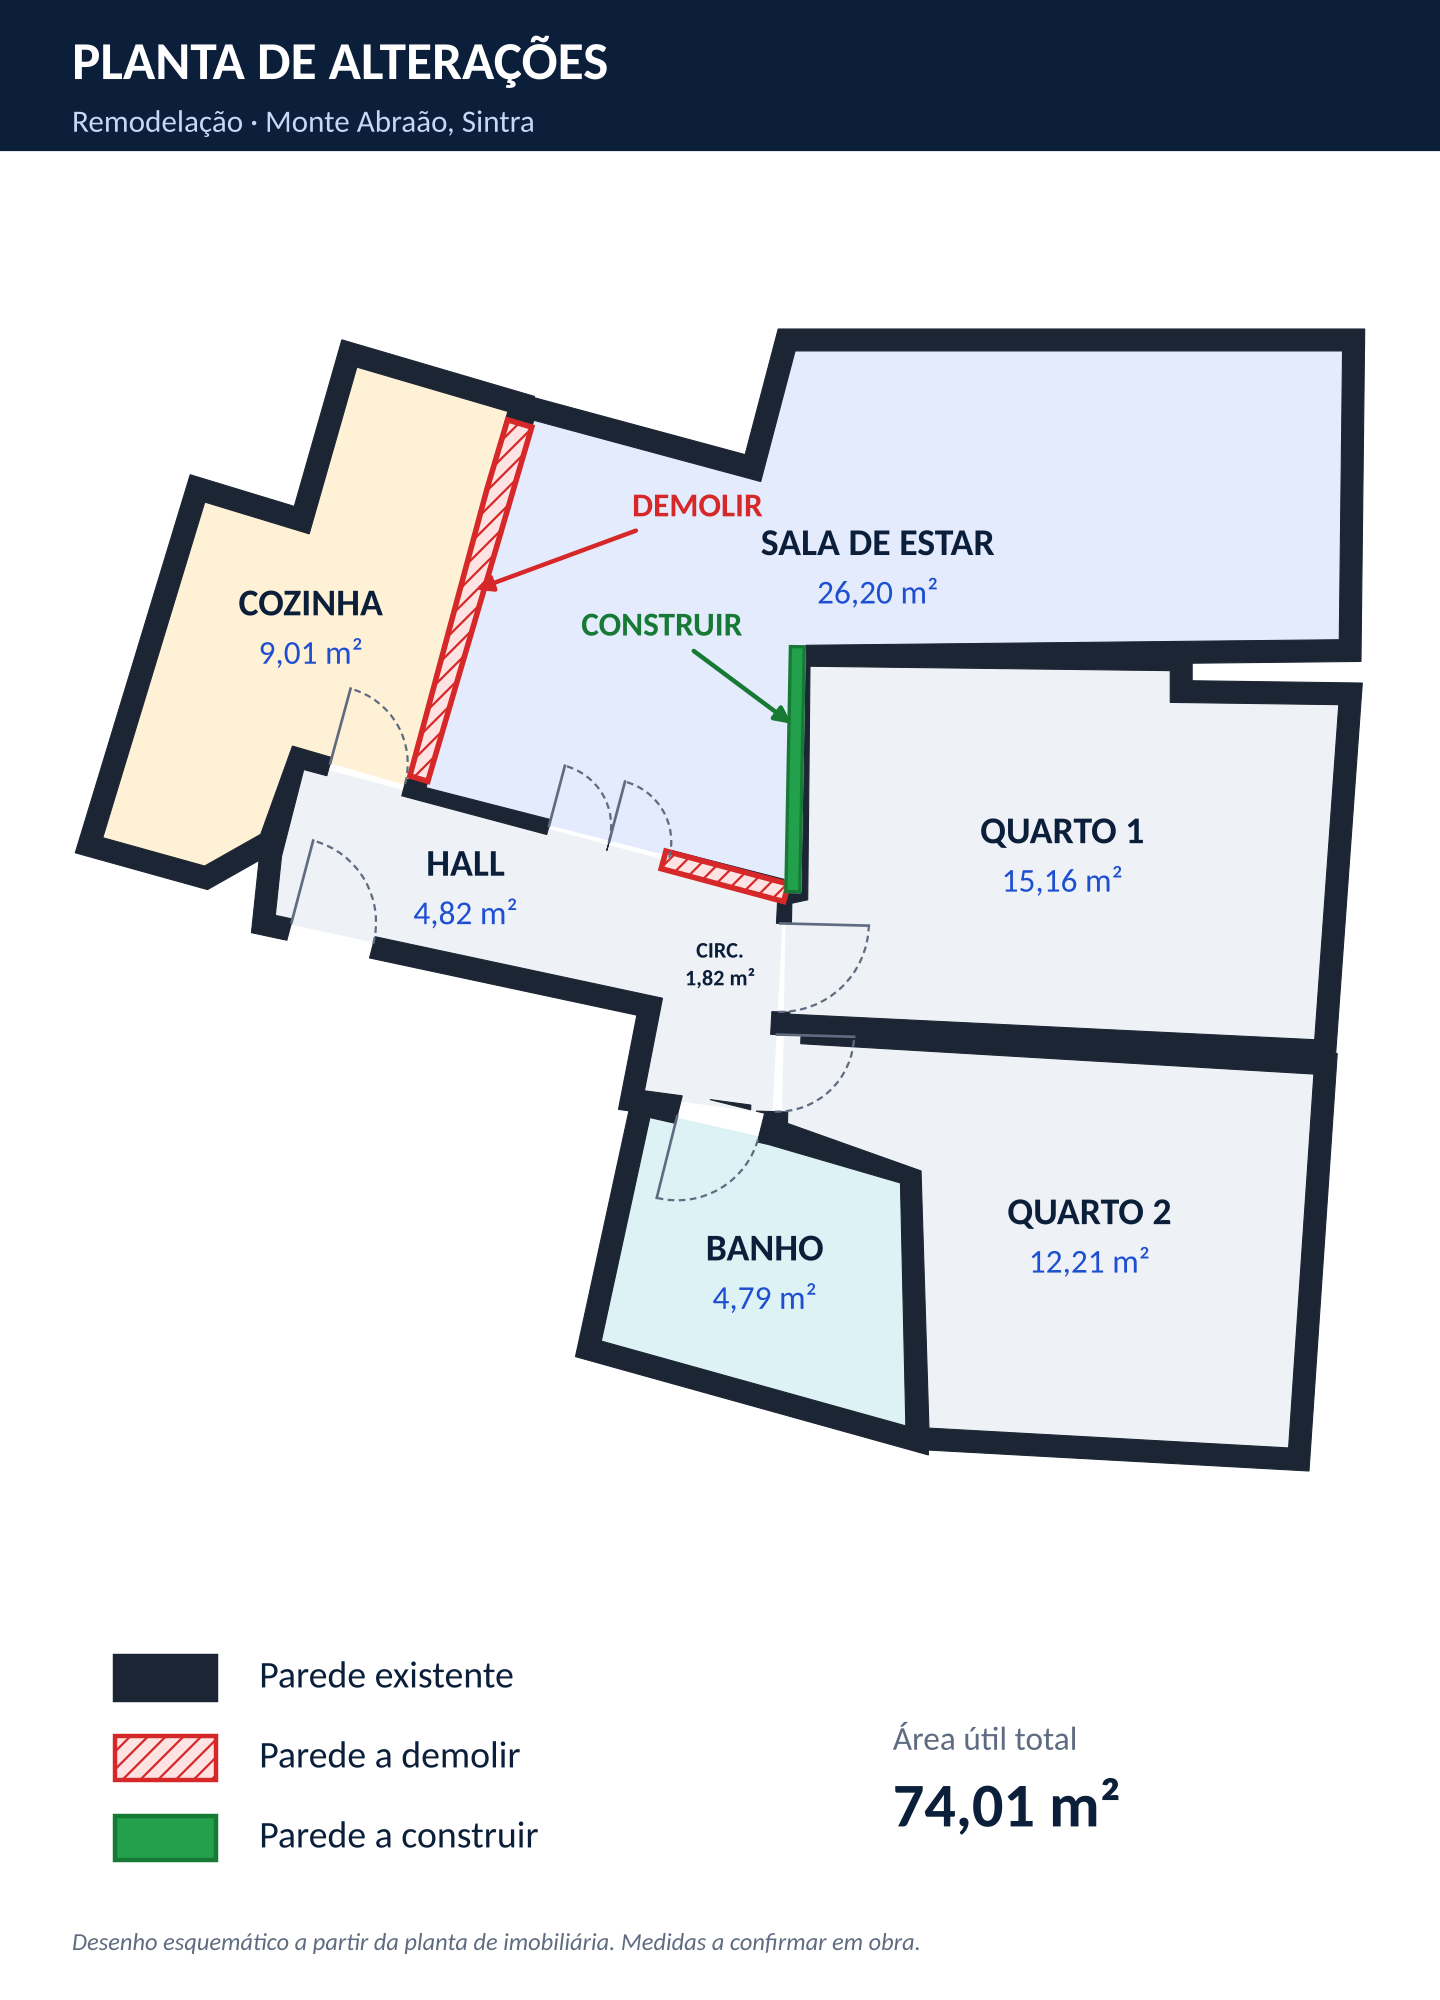 PLANTA DE ALTERAÇÕES
Remodelação · Monte Abraão, Sintra
DEMOLIR
SALA DE ESTAR
26,20 m²
COZINHA
9,01 m²
CONSTRUIR
QUARTO 1
15,16 m²
HALL
4,82 m²
CIRC.
1,82 m²
QUARTO 2
12,21 m²
BANHO
4,79 m²
Parede existente
Parede a demolir
Parede a construir
Área útil total
74,01 m²
Desenho esquemático a partir da planta de imobiliária. Medidas a confirmar em obra.